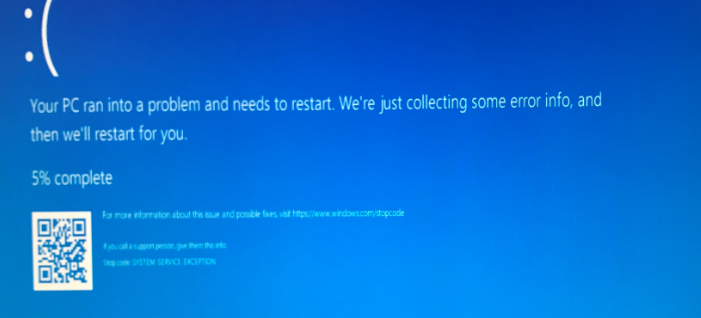 :(
Your PC ran into a problem and needs to restart. We're just collecting some error info, and
then we'll restart for you.
5% complete
For more information about this issue and possible fixes, visit https://www.windows.com/stopcode
If you call a support person, give them this info:
Stop code: SYSTEM SERVICE EXCEPTION